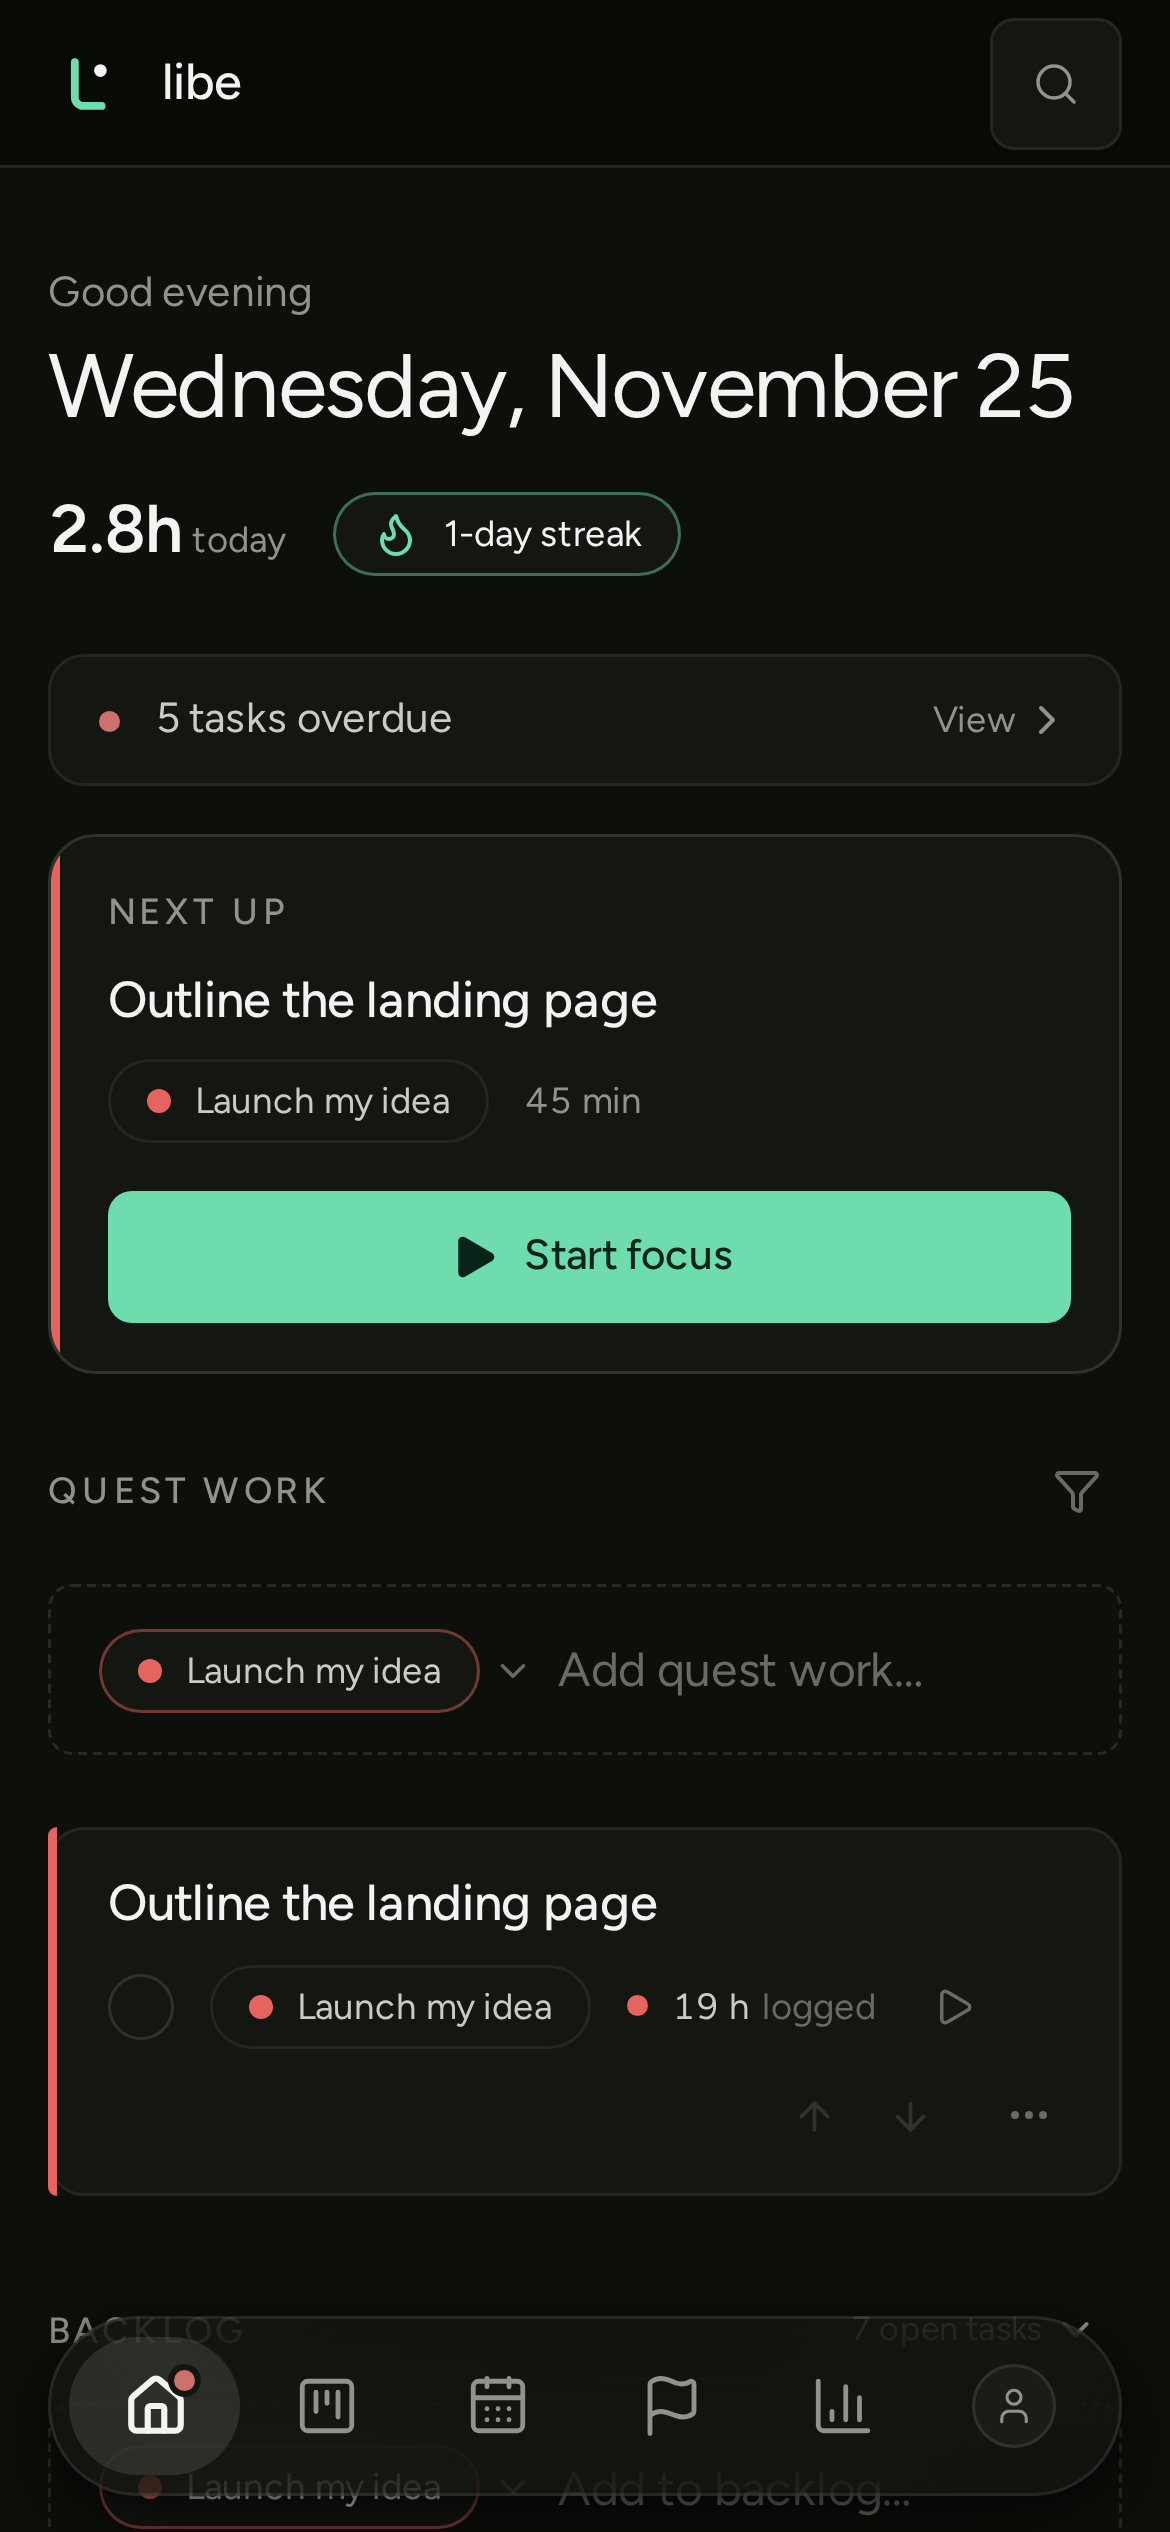 libe
Good evening
Wednesday, November 25
2.8h today
1-day streak
5 tasks overdue
View
NEXT UP
Outline the landing page
Launch my idea
45 min
Start focus
QUEST WORK
Launch my idea
Add quest work...
Outline the landing page
Launch my idea
19 h logged
BACKLOG
7 open tasks
Launch my idea
Add to backlog...